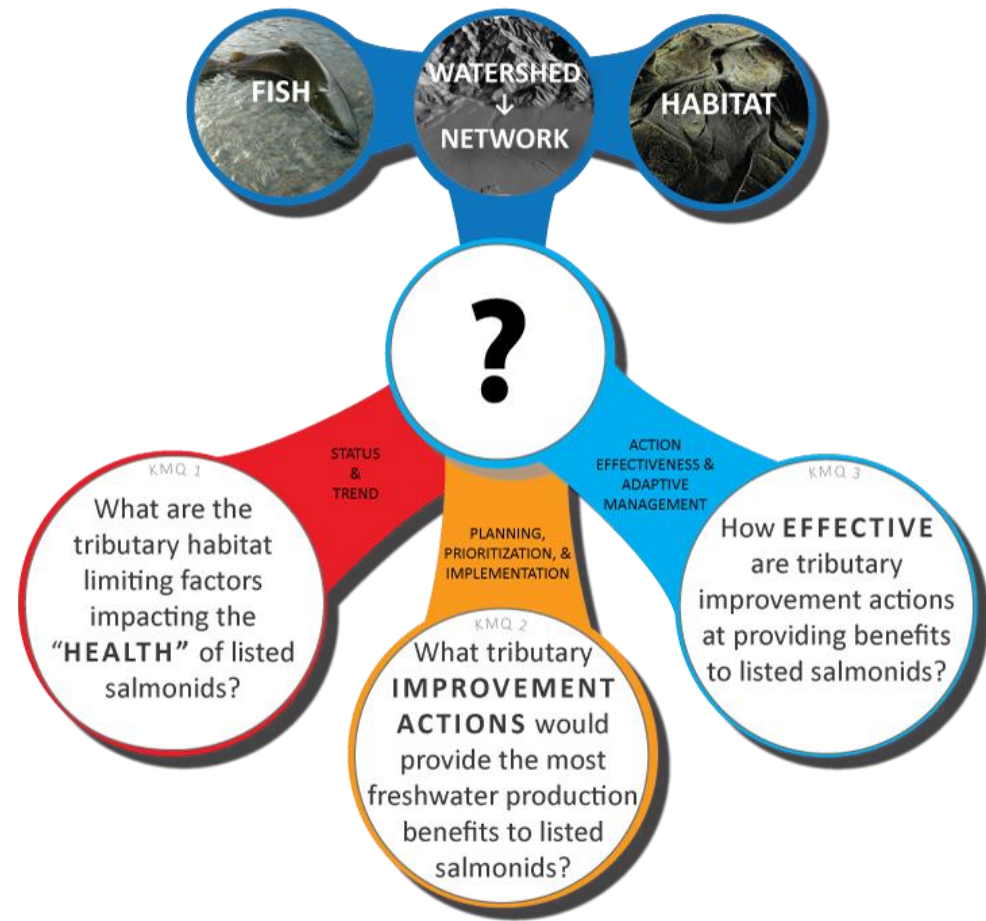 FISH
WATERSHED
↓
NETWORK
HABITAT
?
STATUS
&
TREND
PLANNING,
PRIORITIZATION, &
IMPLEMENTATION
ACTION
EFFECTIVENESS &
ADAPTIVE
MANAGEMENT
KMQ 1
What are the
tributary habitat
limiting factors
impacting the
“HEALTH” of listed
salmonids?
KMQ 2
What tributary
IMPROVEMENT
ACTIONS would
provide the most
freshwater production
benefits to listed
salmonids?
KMQ 3
How EFFECTIVE
are tributary
improvement actions
at providing benefits
to listed salmonids?